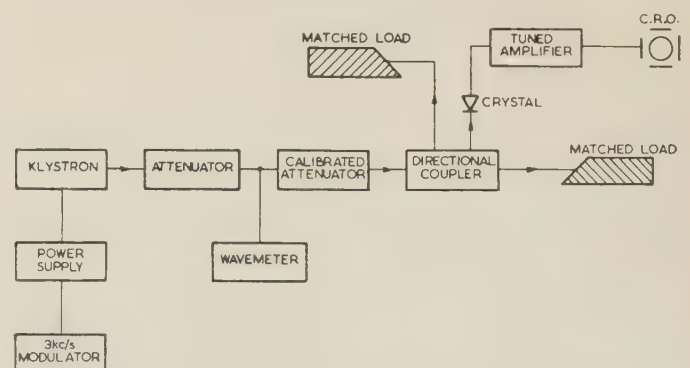 C.R.O.
MATCHED LOAD
TUNED
AMPLIFIER
CRYSTAL
KLYSTRON
ATTENUATOR
CALIBRATED
ATTENUATOR
DIRECTIONAL
COUPLER
MATCHED LOAD
POWER
SUPPLY
WAVEMETER
3kc/s
MODULATOR